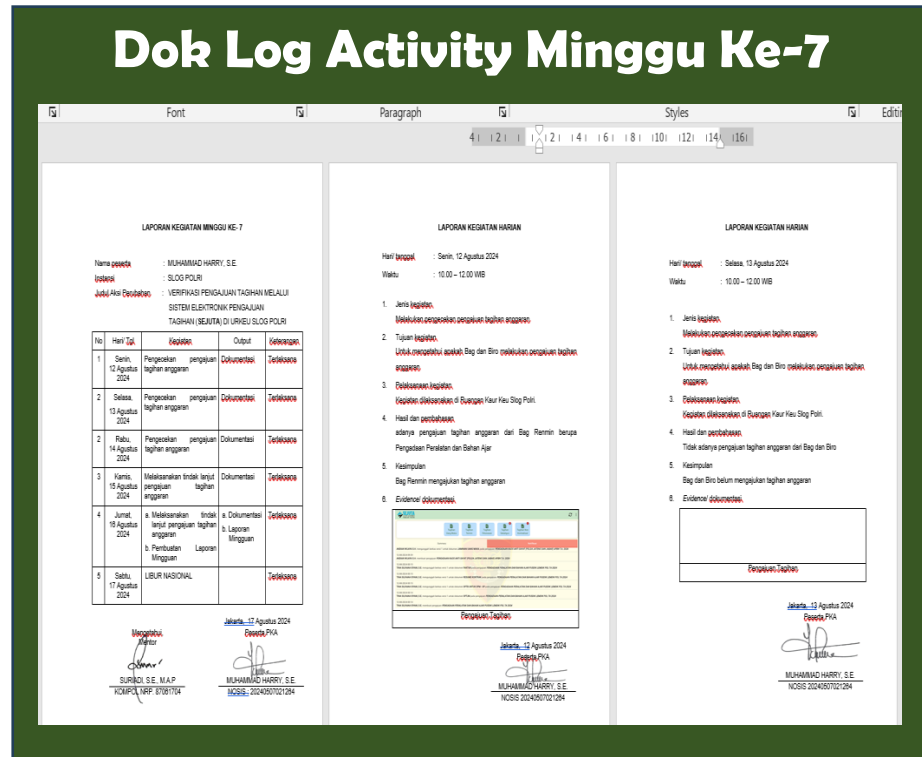 Dok Log Activity Minggu Ke-7
Font
Paragraph
Styles
LAPORAN KEGIATAN MINGGU KE- 7
Nama peserta : MUHAMMAD HARRY, S.E.
Instansi : SLOG POLRI
Judul Aksi Perubahan : VERIFIKASI PENGAJUAN TAGIHAN MELALUI
SISTEM ELEKTRONIK PENGAJUAN
TAGIHAN (SEJUTA) DI URKEU SLOG POLRI
No Hari/ Tgl. Kegiatan Output Keterangan
1 Senin, Pengecekan pengajuan Dokumentasi Terlaksana
12 Agustus tagihan anggaran
2024
2 Selasa, Pengecekan pengajuan Dokumentasi Terlaksana
13 Agustus tagihan anggaran
2024
2 Rabu, Pengecekan pengajuan Dokumentasi Terlaksana
14 Agustus tagihan anggaran
2024
3 Kamis, Melaksanakan tindak lanjut Dokumentasi Terlaksana
15 Agustus pengajuan tagihan
2024 anggaran
4 Jumat, a. Melaksanakan tindak a. Dokumentasi Terlaksana
16 Agustus lanjut pengajuan tagihan b. Laporan
2024 anggaran Mingguan
b. Pembuatan Laporan
Mingguan
5 Sabtu, LIBUR NASIONAL Terlaksana
17 Agustus
2024
Jakarta, 17 Agustus 2024
Mengetahui, Peserta PKA
Mentor
SURIADI, S.E., M.A.P MUHAMMAD HARRY, S.E.
KOMPOL NRP. 87061704 NOSIS : 20240507021264
LAPORAN KEGIATAN HARIAN
Hari/ tanggal : Senin, 12 Agustus 2024
Waktu : 10.00 – 12.00 WIB
1. Jenis kegiatan.
Melakukan pengecekan pengajuan tagihan anggaran.
2. Tujuan kegiatan.
Untuk mengetahui apakah Bag dan Biro melakukan pengajuan tagihan
anggaran.
3. Pelaksanaan kegiatan.
Kegiatan dilaksanakan di Ruangan Kaur Keu Slog Polri.
4. Hasil dan pembahasan.
adanya pengajuan tagihan anggaran dari Bag Renmin berupa
Pengadaan Peralatan dan Bahan Ajar
5. Kesimpulan
Bag Renmin mengajukan tagihan anggaran
6. Evidence/ dokumentasi.
Pengajuan Tagihan
Jakarta, 12 Agustus 2024
Peserta PKA
MUHAMMAD HARRY, S.E.
NOSIS 20240507021264
LAPORAN KEGIATAN HARIAN
Hari/ tanggal : Selasa, 13 Agustus 2024
Waktu : 10.00 – 12.00 WIB
1. Jenis kegiatan.
Melakukan pengecekan pengajuan tagihan anggaran.
2. Tujuan kegiatan.
Untuk mengetahui apakah Bag dan Biro melakukan pengajuan tagihan
anggaran.
3. Pelaksanaan kegiatan.
Kegiatan dilaksanakan di Ruangan Kaur Keu Slog Polri.
4. Hasil dan pembahasan.
Tidak adanya pengajuan tagihan anggaran dari Bag dan Biro
5. Kesimpulan
Bag dan Biro belum mengajukan tagihan anggaran
6. Evidence/ dokumentasi.
Pengajuan Tagihan
Jakarta, 13 Agustus 2024
Peserta PKA
MUHAMMAD HARRY, S.E.
NOSIS 20240507021264